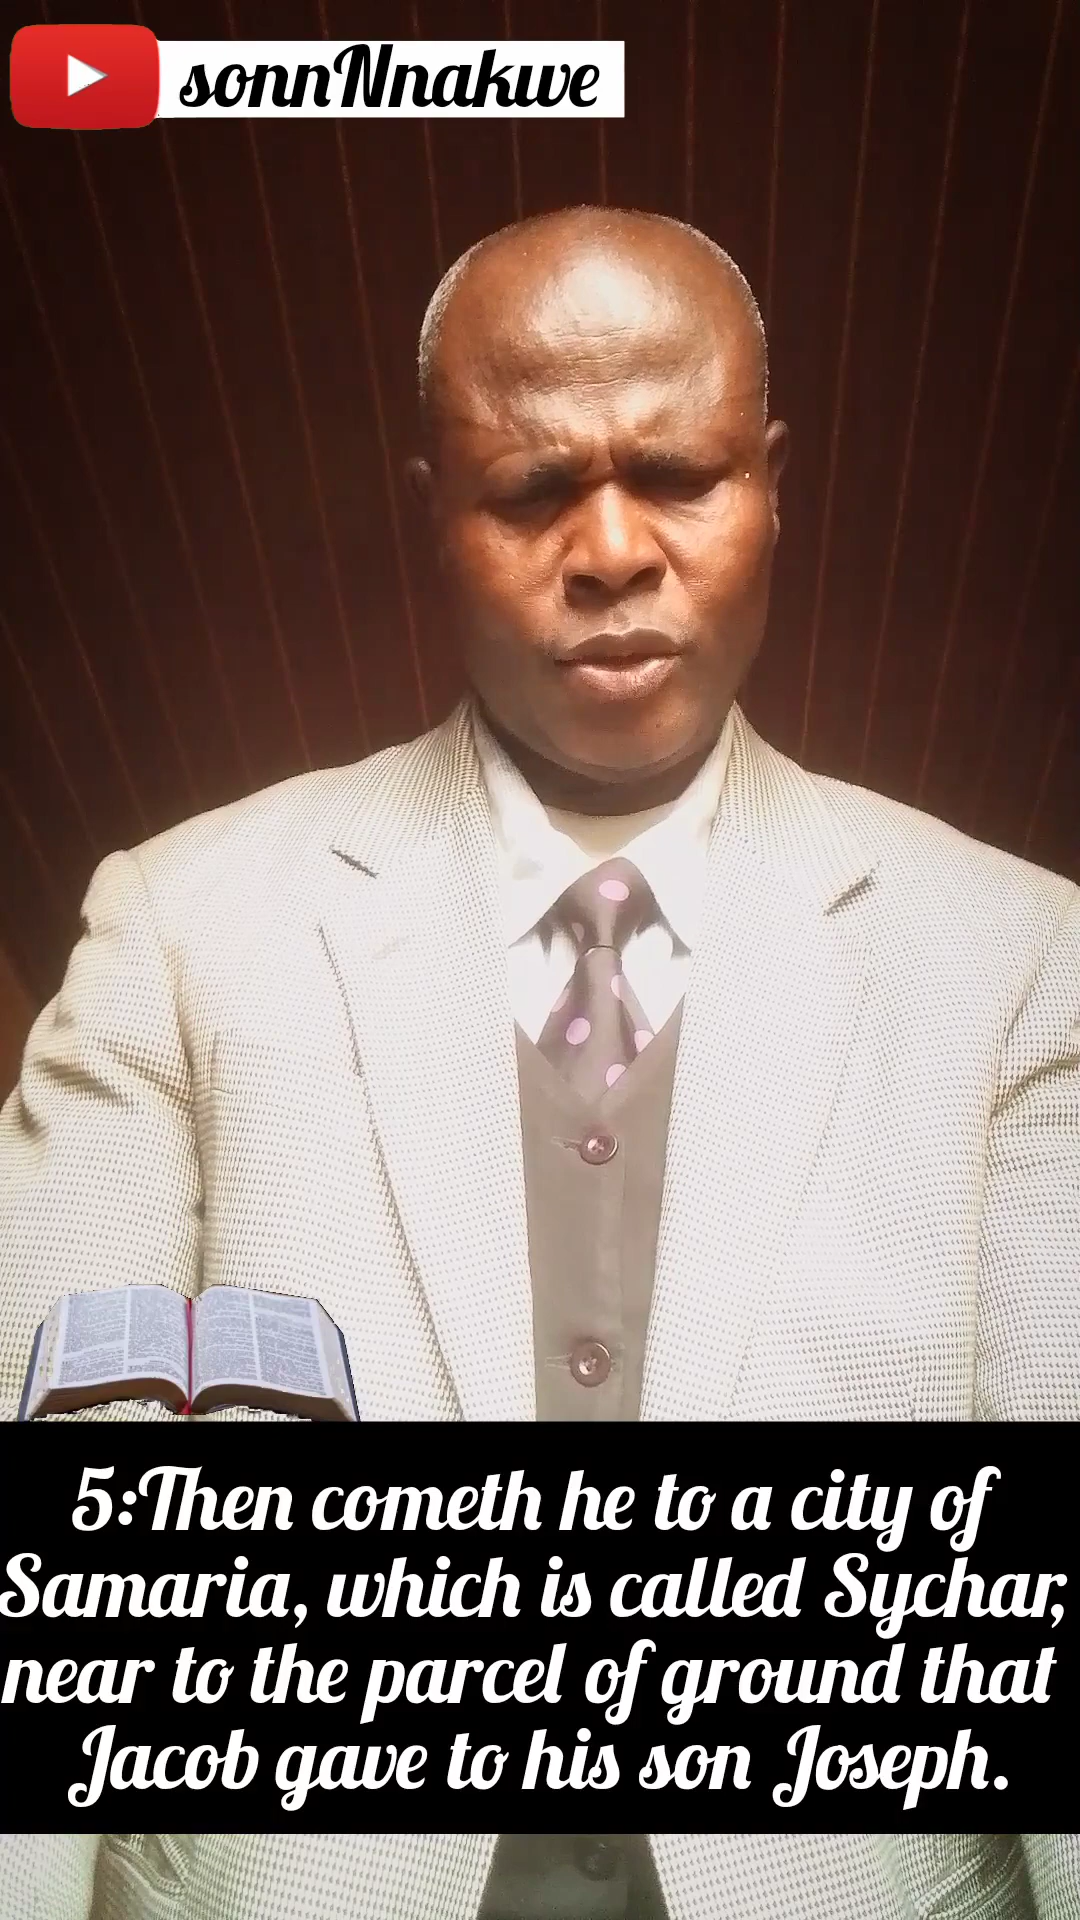 sonnNnakwe
5:Then cometh he to a city of
Samaria, which is called Sychar,
near to the parcel of ground that
Jacob gave to his son Joseph.